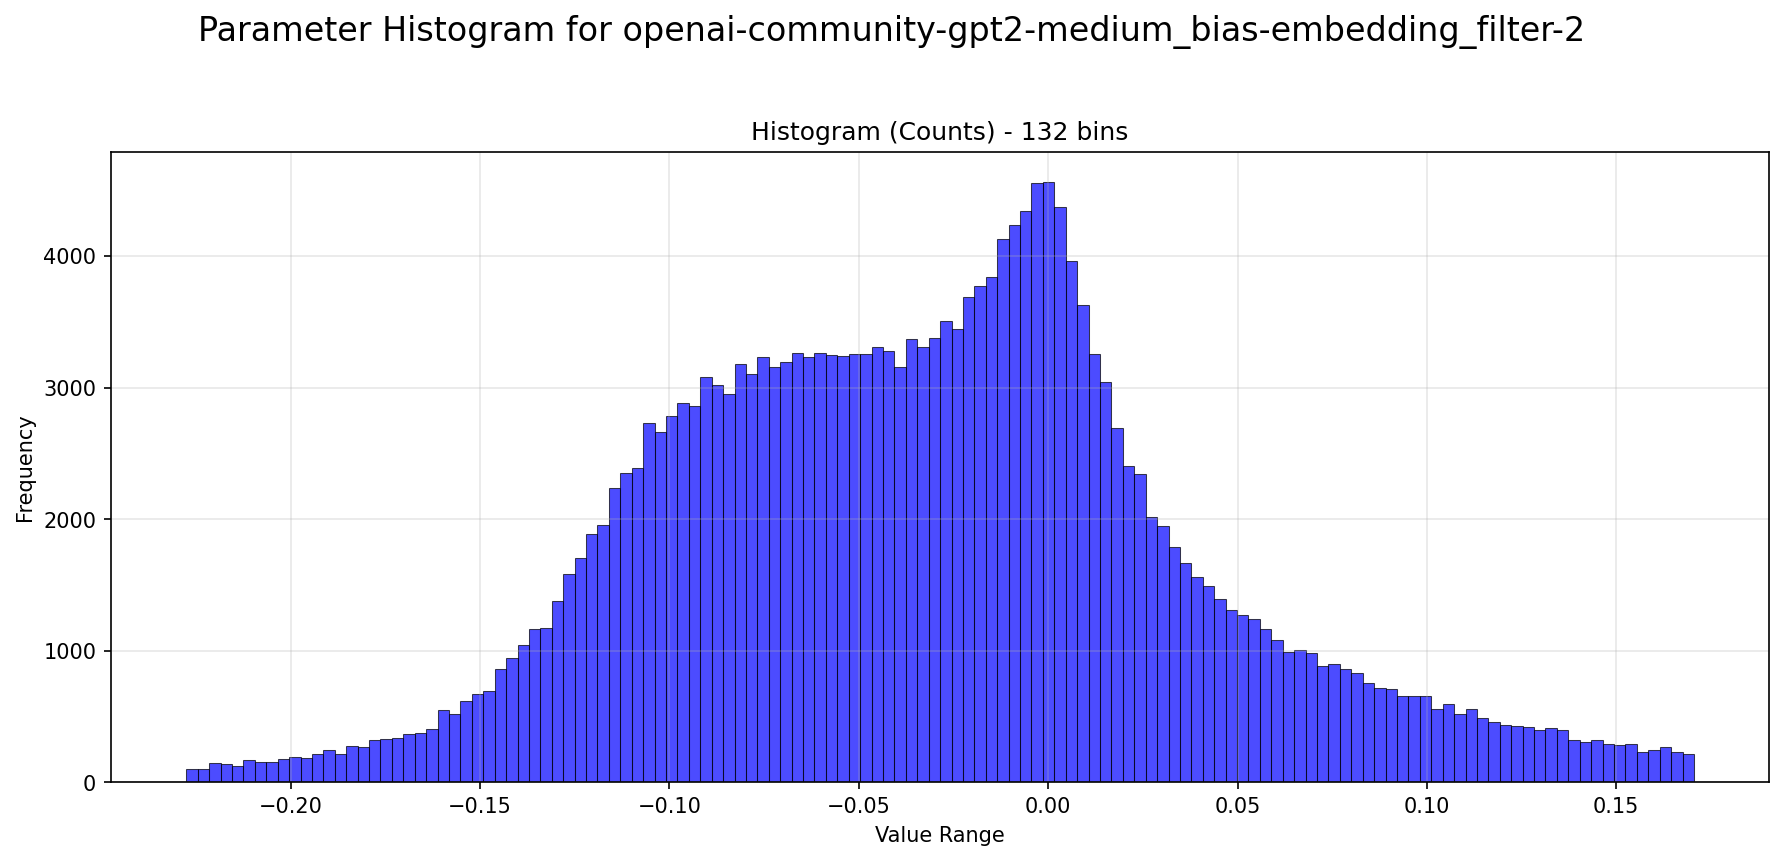 Parameter Histogram for openai-community-gpt2-medium_bias-embedding_filter-2
Histogram (Counts) - 132 bins
Frequency
4000
3000
2000
1000
0
−0.20 −0.15 −0.10 −0.05 0.00 0.05 0.10 0.15
Value Range